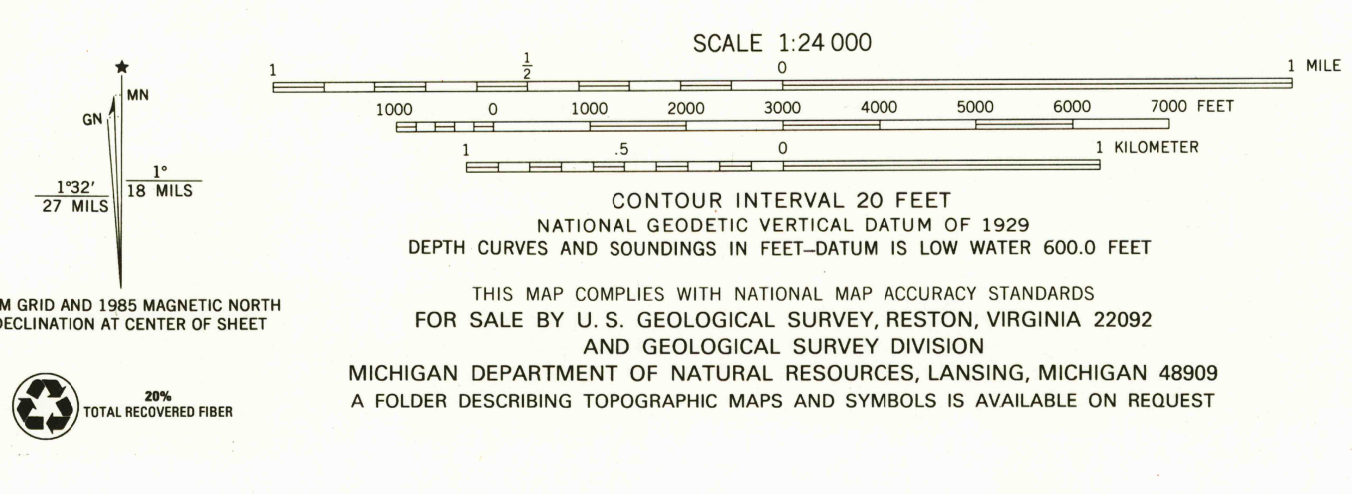 SCALE 1:24 000
1 1/2 0 1 MILE
1000 0 1000 2000 3000 4000 5000 6000 7000 FEET
1 .5 0 1 KILOMETER
CONTOUR INTERVAL 20 FEET
NATIONAL GEODETIC VERTICAL DATUM OF 1929
DEPTH CURVES AND SOUNDINGS IN FEET—DATUM IS LOW WATER 600.0 FEET
THIS MAP COMPLIES WITH NATIONAL MAP ACCURACY STANDARDS
FOR SALE BY U. S. GEOLOGICAL SURVEY, RESTON, VIRGINIA 22092
AND GEOLOGICAL SURVEY DIVISION
MICHIGAN DEPARTMENT OF NATURAL RESOURCES, LANSING, MICHIGAN 48909
A FOLDER DESCRIBING TOPOGRAPHIC MAPS AND SYMBOLS IS AVAILABLE ON REQUEST
★
MN
GN
1°
18 MILS
1°32′
27 MILS
M GRID AND 1985 MAGNETIC NORTH
DECLINATION AT CENTER OF SHEET
20%
TOTAL RECOVERED FIBER